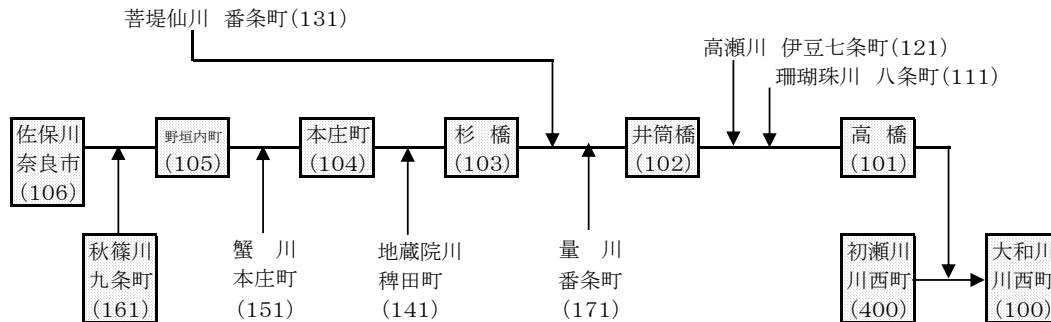 菩堤仙川 番条町(131)
高瀬川 伊豆七条町(121)
珊瑚珠川 八条町(111)
佐保川
奈良市
(106)
野垣内町
(105)
本庄町
(104)
杉 橋
(103)
井筒橋
(102)
高 橋
(101)
秋篠川
九条町
(161)
蟹 川
本庄町
(151)
地蔵院川
稗田町
(141)
量 川
番条町
(171)
初瀬川
川西町
(400)
大和川
川西町
(100)